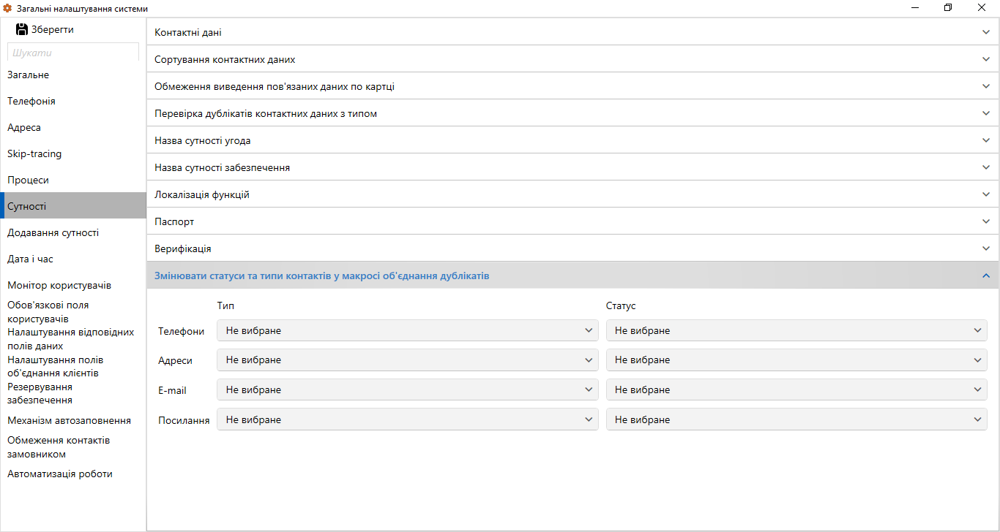 Загальні налаштування системи
Зберегти
Шукати
Загальне
Телефонія
Адреса
Skip-tracing
Процеси
Сутності
Додавання сутності
Дата і час
Монітор користувачів
Обов'язкові поля
користувачів
Налаштування відповідних
полів даних
Налаштування полів
об'єднання клієнтів
Резервування
забезпечення
Механізм автозаповнення
Обмеження контактів
замовником
Автоматизація роботи
Контактні дані
Сортування контактних даних
Обмеження виведення пов'язаних даних по картці
Перевірка дублікатів контактних даних з типом
Назва сутності угода
Назва сутності забезпечення
Локалізація функцій
Паспорт
Верифікація
Змінювати статуси та типи контактів у макросі об'єднання дублікатів
Тип Статус
Телефони Не вибране Не вибране
Адреси Не вибране Не вибране
E-mail Не вибране Не вибране
Посилання Не вибране Не вибране